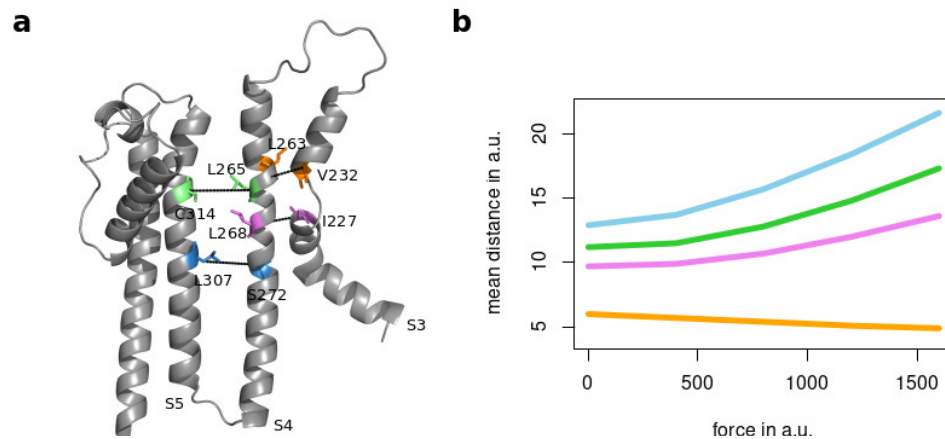 a
L263
L265
V232
C314
I227
L268
L307
S272
S3
S5
S4
b
mean distance in a.u.
20
15
10
5
0
500
1000
1500
force in a.u.